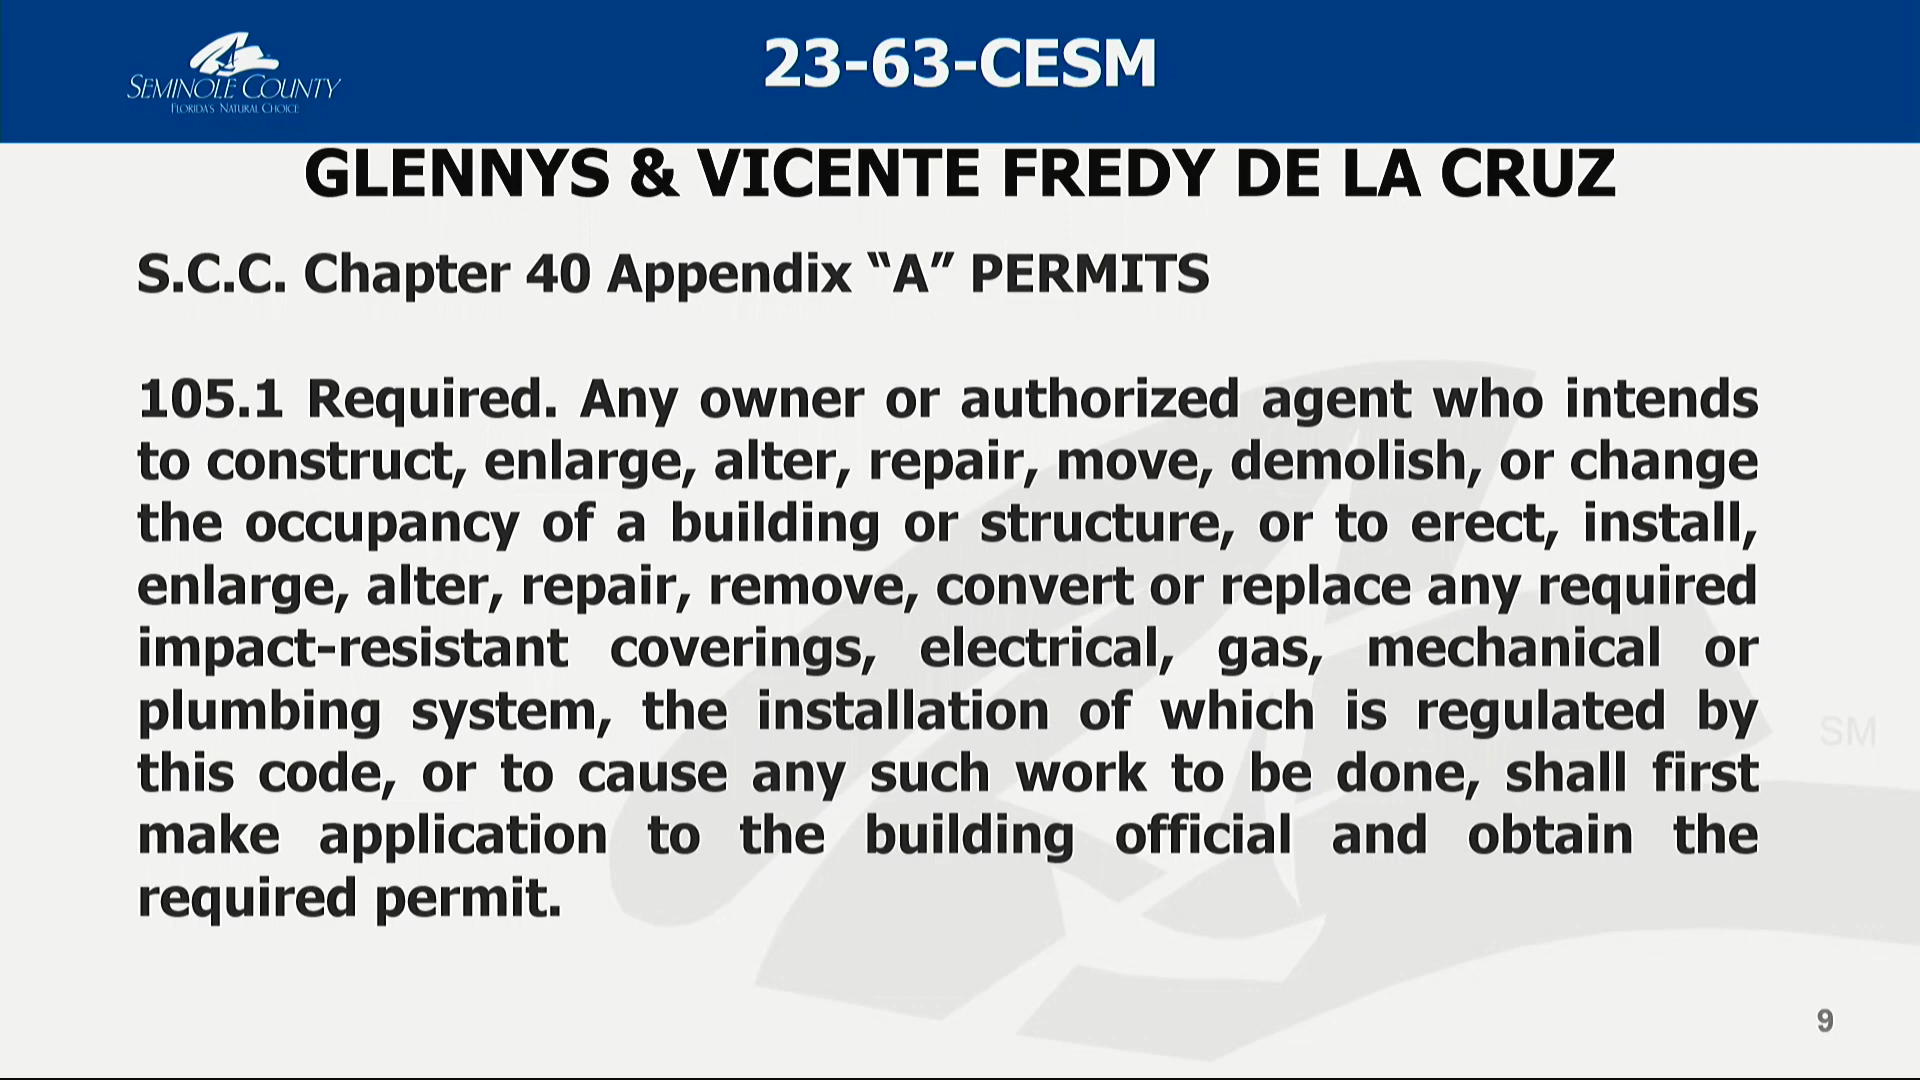 SEMINOLE COUNTY
FLORIDA'S NATURAL CHOICE
23-63-CESM
GLENNYS & VICENTE FREDY DE LA CRUZ
S.C.C. Chapter 40 Appendix “A” PERMITS
105.1 Required. Any owner or authorized agent who intends
to construct, enlarge, alter, repair, move, demolish, or change
the occupancy of a building or structure, or to erect, install,
enlarge, alter, repair, remove, convert or replace any required
impact-resistant coverings, electrical, gas, mechanical or
plumbing system, the installation of which is regulated by
this code, or to cause any such work to be done, shall first
make application to the building official and obtain the
required permit.
SM
9